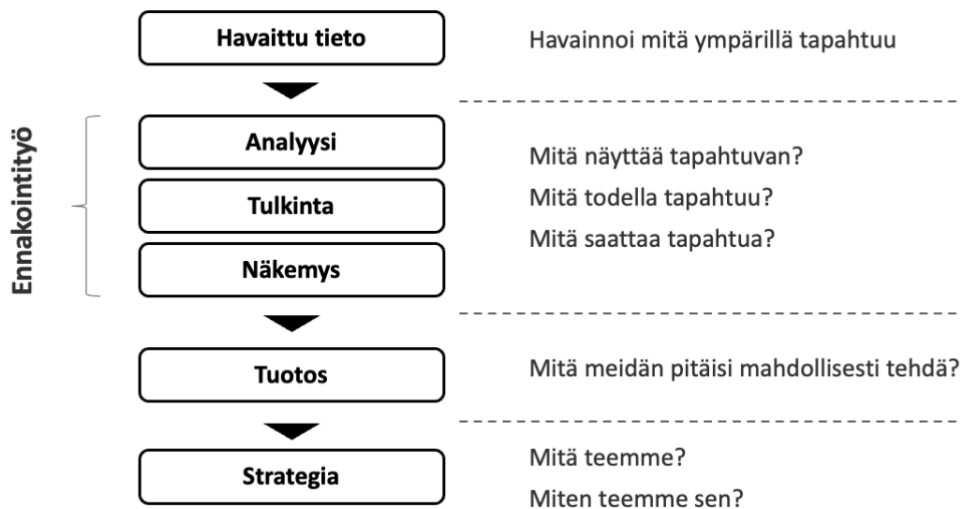 Havaittu tieto
Havainnoi mitä ympärillä tapahtuu
Ennakointityö
Analyysi
Tulkinta
Näkemys
Mitä näyttää tapahtuvan?
Mitä todella tapahtuu?
Mitä saattaa tapahtua?
Tuotos
Mitä meidän pitäisi mahdollisesti tehdä?
Strategia
Mitä teemme?
Miten teemme sen?